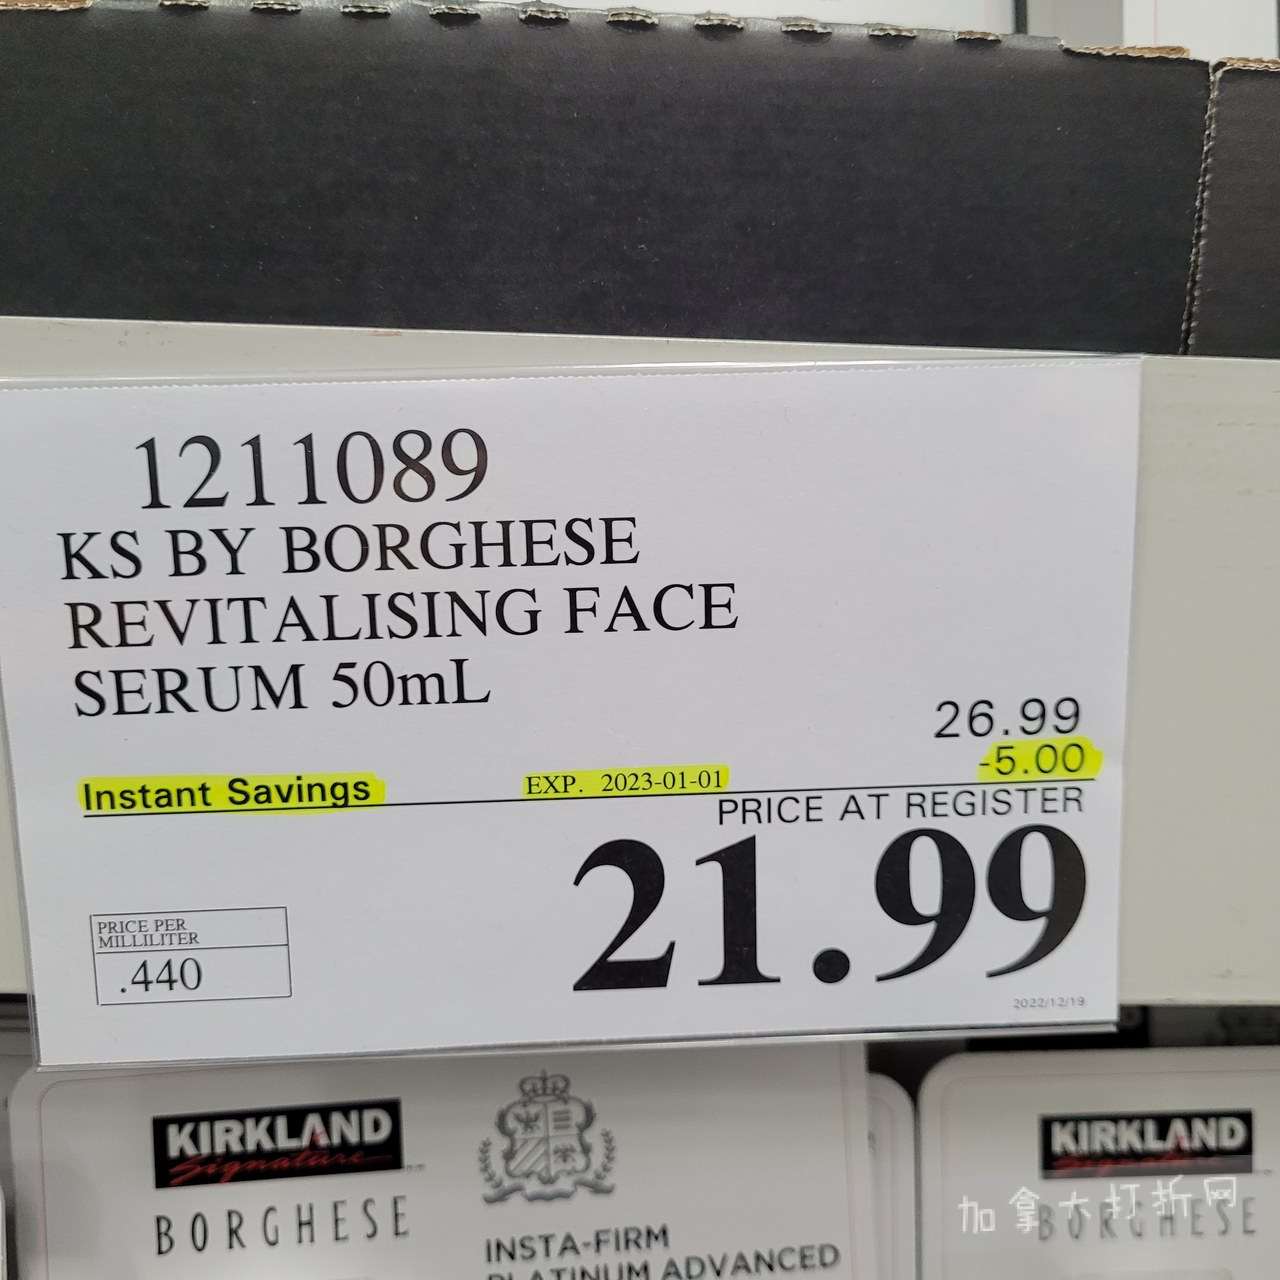 1211089
KS BY BORGHESE
REVITALISING FACE
SERUM 50mL
26.99
-5.00
Instant Savings EXP. 2023-01-01
PRICE AT REGISTER
21.99
PRICE PER
MILLILITER
.440
2022/12/19
KIRKLAND
Signature
BORGHESE
INSTA-FIRM
PLATINUM ADVANCED
KIRKLAND
Signature
BORGHESE
加拿大打折网